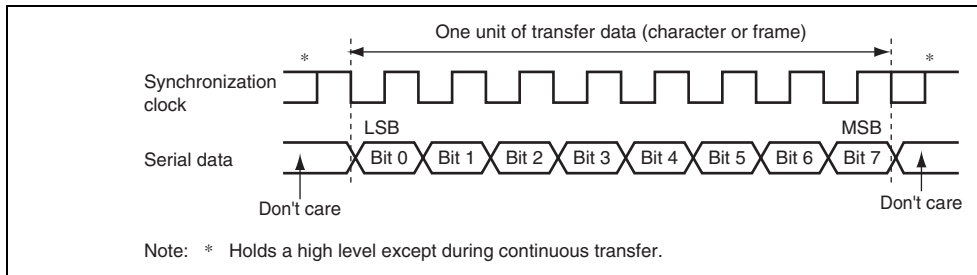 One unit of transfer data (character or frame)
* *
Synchronization
clock
LSB MSB
Serial data Bit 0 Bit 1 Bit 2 Bit 3 Bit 4 Bit 5 Bit 6 Bit 7
Don't care Don't care
Note: * Holds a high level except during continuous transfer.